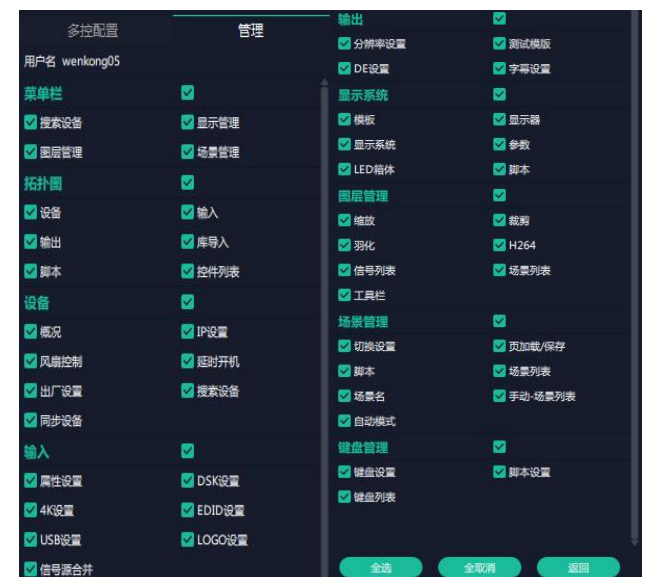 多控配置 管理
用户名 wenkong05
菜单栏
搜索设备 显示管理
图层管理 场景管理
拓扑图
设备 输入
输出 库导入
脚本 控件列表
设备
概况 IP设置
风扇控制 延时开机
出厂设置 搜索设备
同步设备
输入
属性设置 DSK设置
4K设置 EDID设置
USB设置 LOGO设置
信号源合并
输出
分辨率设置 测试模版
DE设置 字幕设置
显示系统
模板 显示器
显示系统 参数
LED箱体 脚本
图层管理
缩放 裁剪
羽化 H264
信号列表 场景列表
工具栏
场景管理
切换设置 页加载/保存
脚本 场景列表
场景名 手动-场景列表
自动模式
键盘管理
键盘设置 脚本设置
键盘列表
全选 全取消 返回